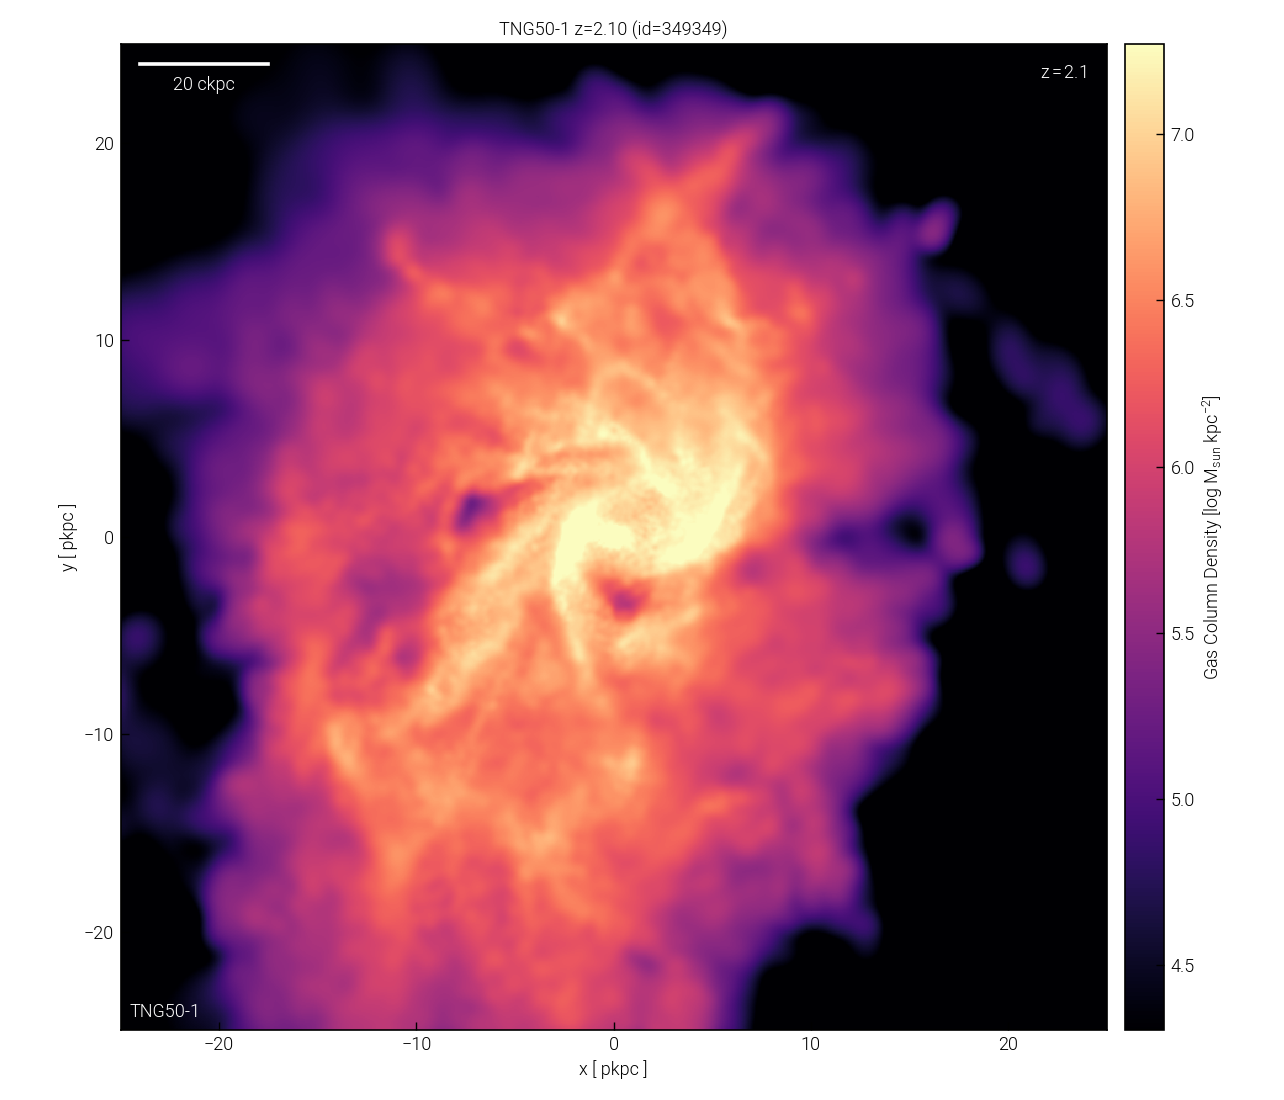 TNG50-1 z=2.10 (id=349349)
20 ckpc
z=2.1
20
10
0
−10
−20
y [ pkpc ]
TNG50-1
−20 −10 0 10 20
x [ pkpc ]
7.0
6.5
6.0
5.5
5.0
4.5
Gas Column Density [log M_sun kpc⁻²]